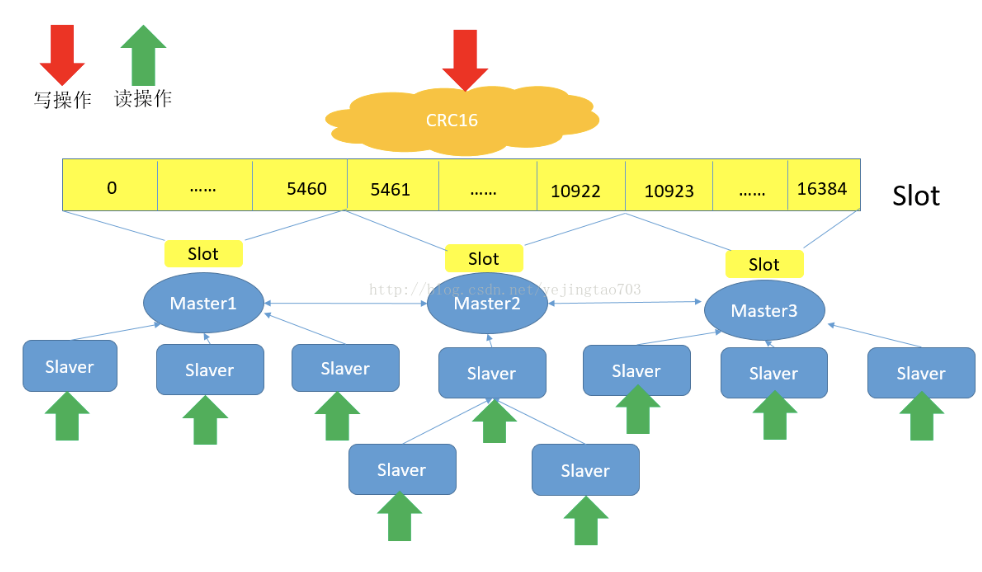 写操作
读操作
CRC16
0
......
5460
5461
......
10922
10923
......
16384
Slot
Slot
Slot
Slot
http://blog.csdn.net/yejingtao703
Master1
Master2
Master3
Slaver
Slaver
Slaver
Slaver
Slaver
Slaver
Slaver
Slaver
Slaver